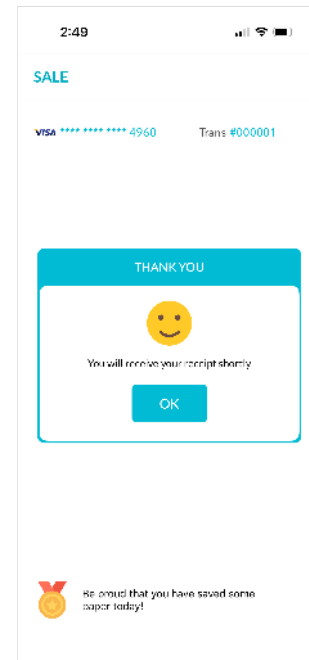 2:49
SALE
VISA **** **** **** 4960 Trans #000001
THANK YOU
You will receive your receipt shortly
OK
Be proud that you have saved some
paper today!